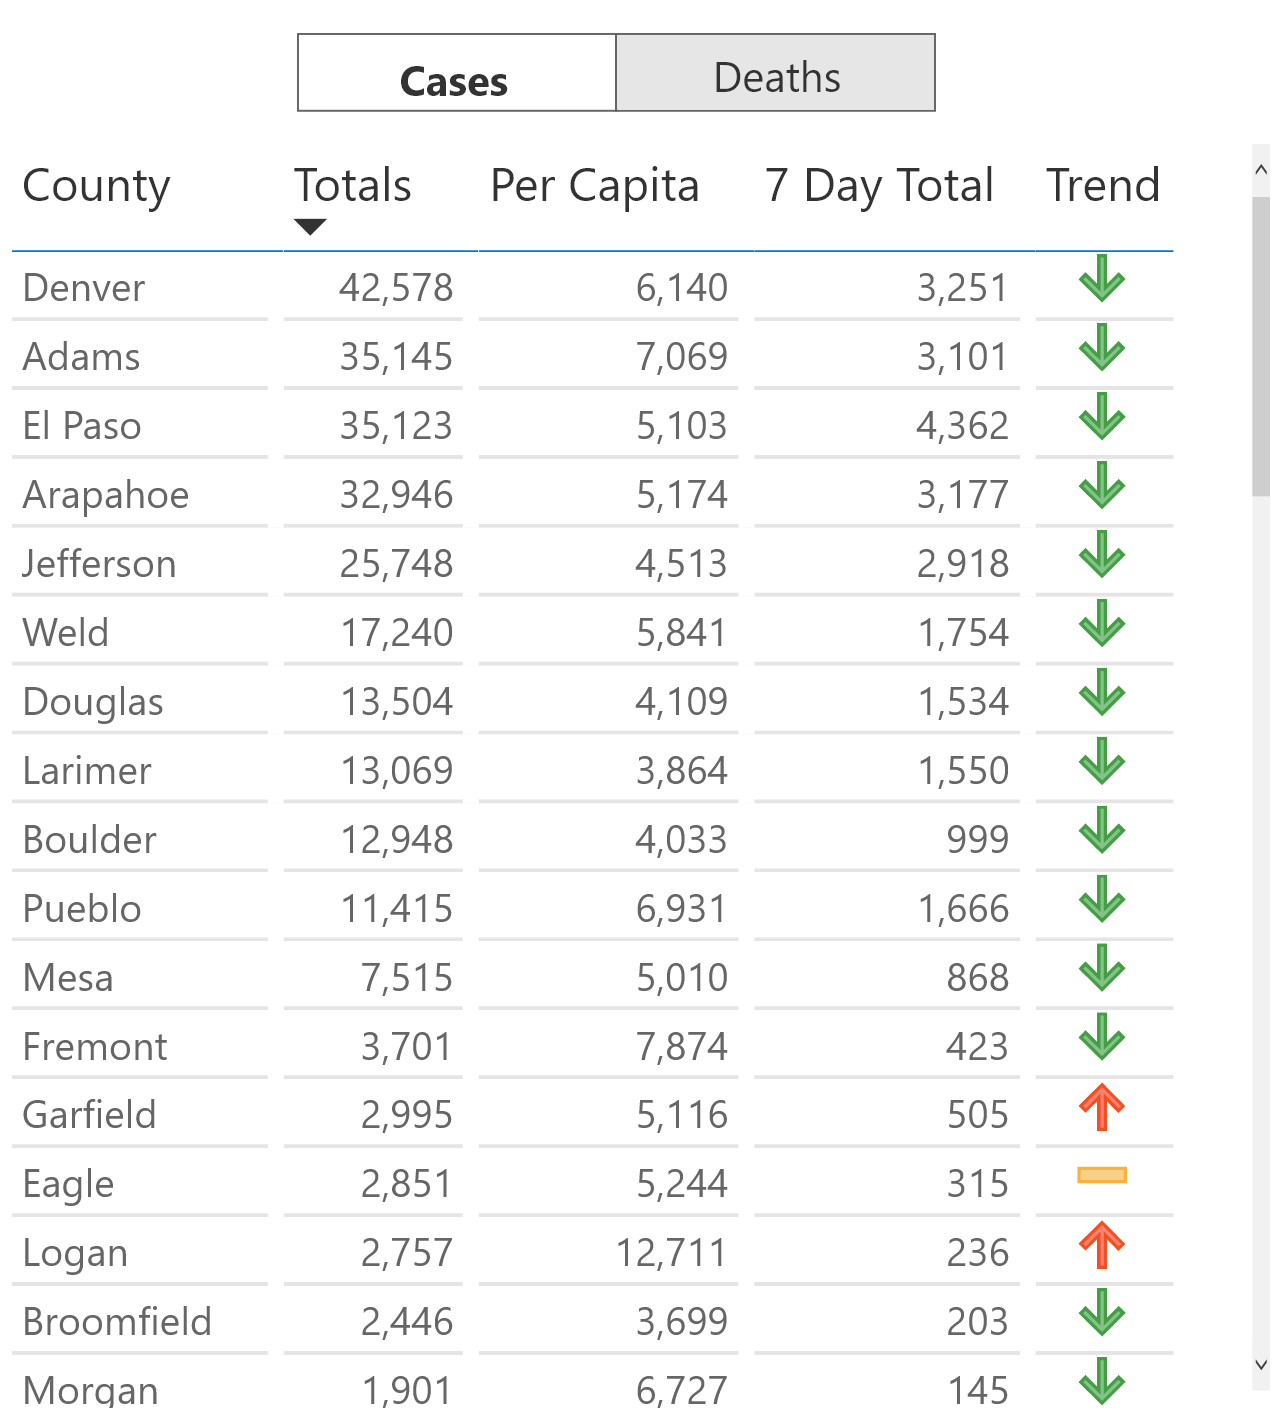 Cases Deaths
County Totals Per Capita 7 Day Total Trend
Denver 42,578 6,140 3,251
Adams 35,145 7,069 3,101
El Paso 35,123 5,103 4,362
Arapahoe 32,946 5,174 3,177
Jefferson 25,748 4,513 2,918
Weld 17,240 5,841 1,754
Douglas 13,504 4,109 1,534
Larimer 13,069 3,864 1,550
Boulder 12,948 4,033 999
Pueblo 11,415 6,931 1,666
Mesa 7,515 5,010 868
Fremont 3,701 7,874 423
Garfield 2,995 5,116 505
Eagle 2,851 5,244 315
Logan 2,757 12,711 236
Broomfield 2,446 3,699 203
Morgan 1,901 6,727 145